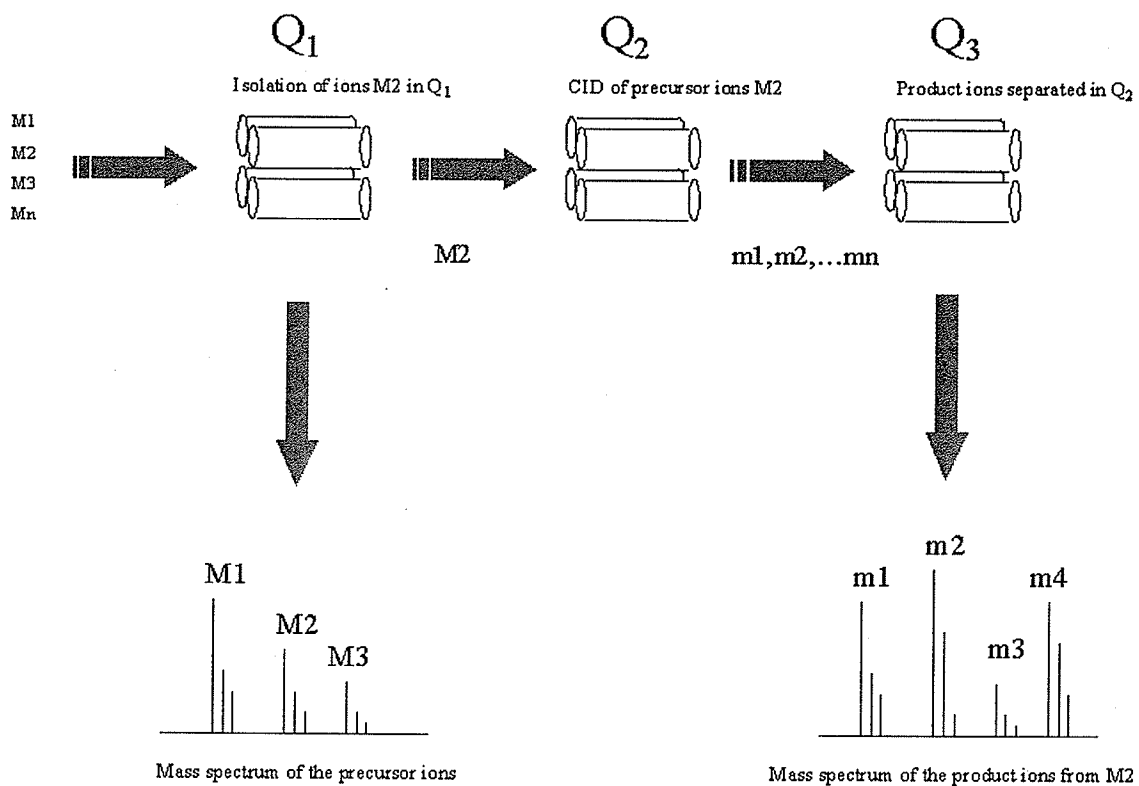 Q1
Q2
Q3
Isolation of ions M2 in Q1
CID of precursor ions M2
Product ions separated in Q2
M1
M2
M3
Mn
M2
m1,m2,...mn
M1
M2
M3
m1
m2
m3
m4
Mass spectrum of the precursor ions
Mass spectrum of the product ions from M2